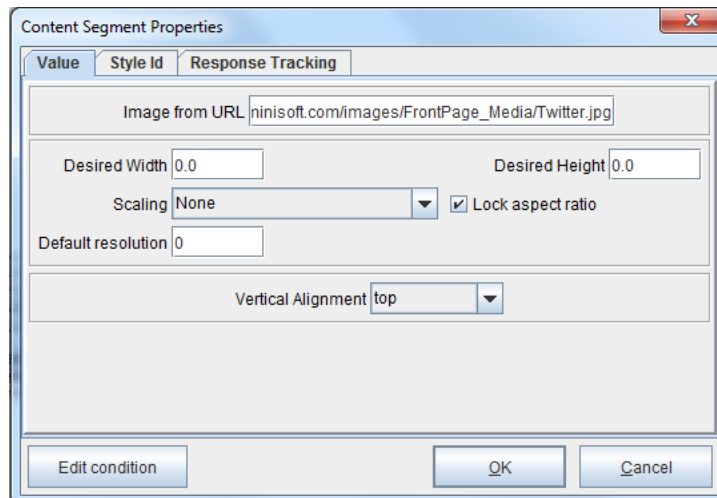 Content Segment Properties
Value Style Id Response Tracking
Image from URL ninisoft.com/images/FrontPage_Media/Twitter.jpg
Desired Width 0.0 Desired Height 0.0
Scaling None Lock aspect ratio
Default resolution 0
Vertical Alignment top
Edit condition OK Cancel